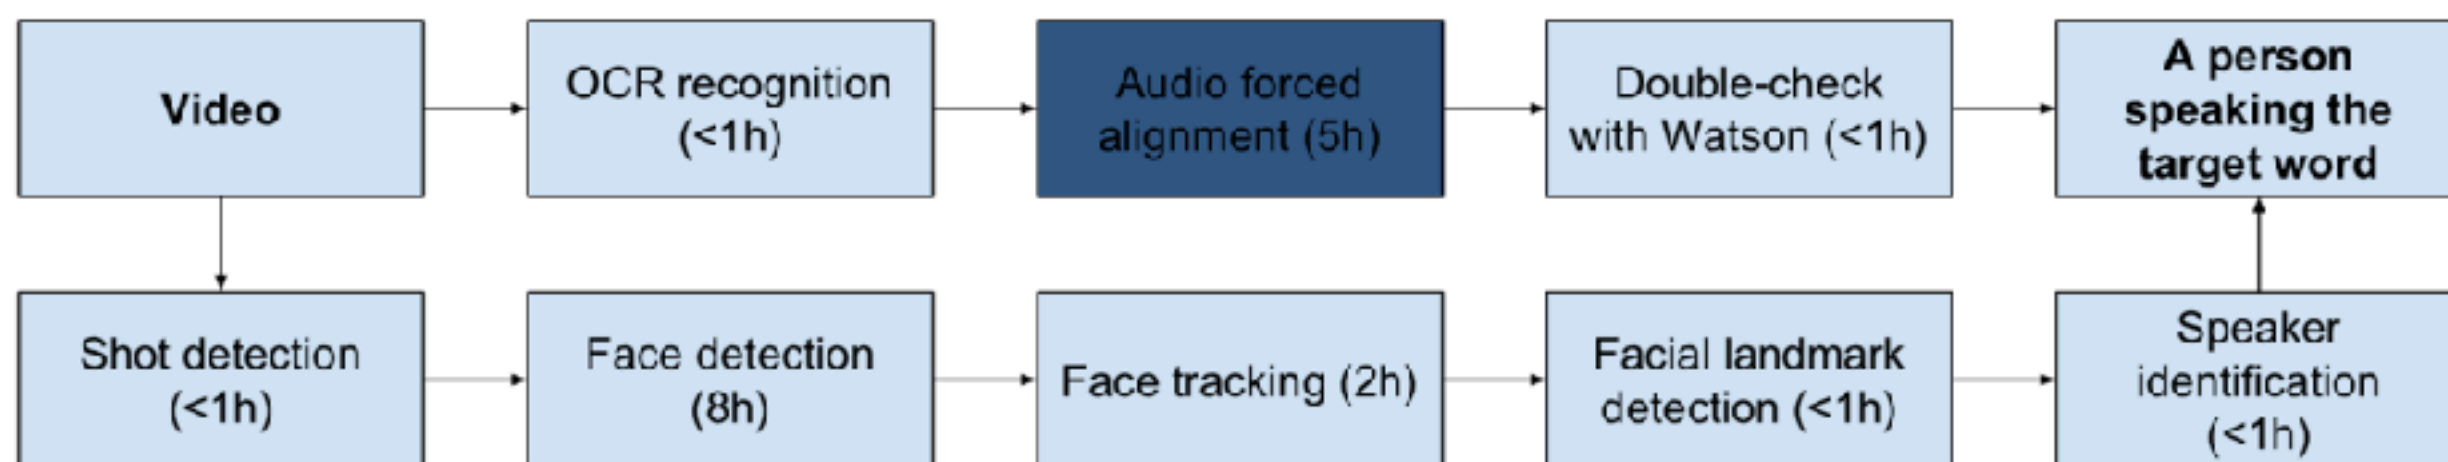 Video
OCR recognition
(<1h)
Audio forced
alignment (5h)
Double-check
with Watson (<1h)
A person
speaking the
target word
Shot detection
(<1h)
Face detection
(8h)
Face tracking (2h)
Facial landmark
detection (<1h)
Speaker
identification
(<1h)